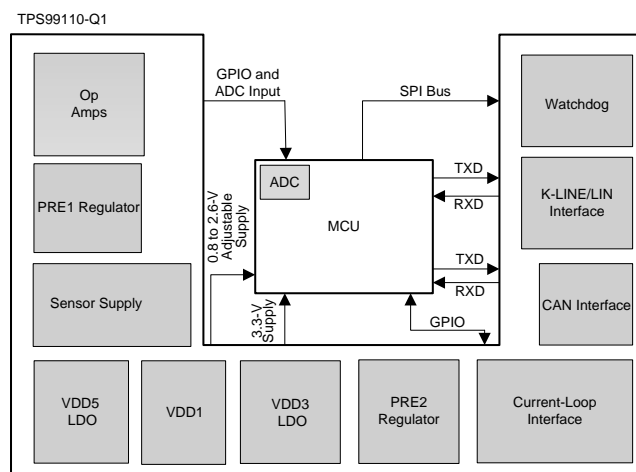 TPS99110-Q1
Op
Amps
GPIO and
ADC Input
SPI Bus
Watchdog
PRE1 Regulator
ADC
MCU
TXD
RXD
K-LINE/LIN
Interface
0.8 to 2.6-V
Adjustable
Supply
TXD
RXD
Sensor Supply
3.3-V
Supply
GPIO
CAN Interface
VDD5
LDO
VDD1
VDD3
LDO
PRE2
Regulator
Current-Loop
Interface